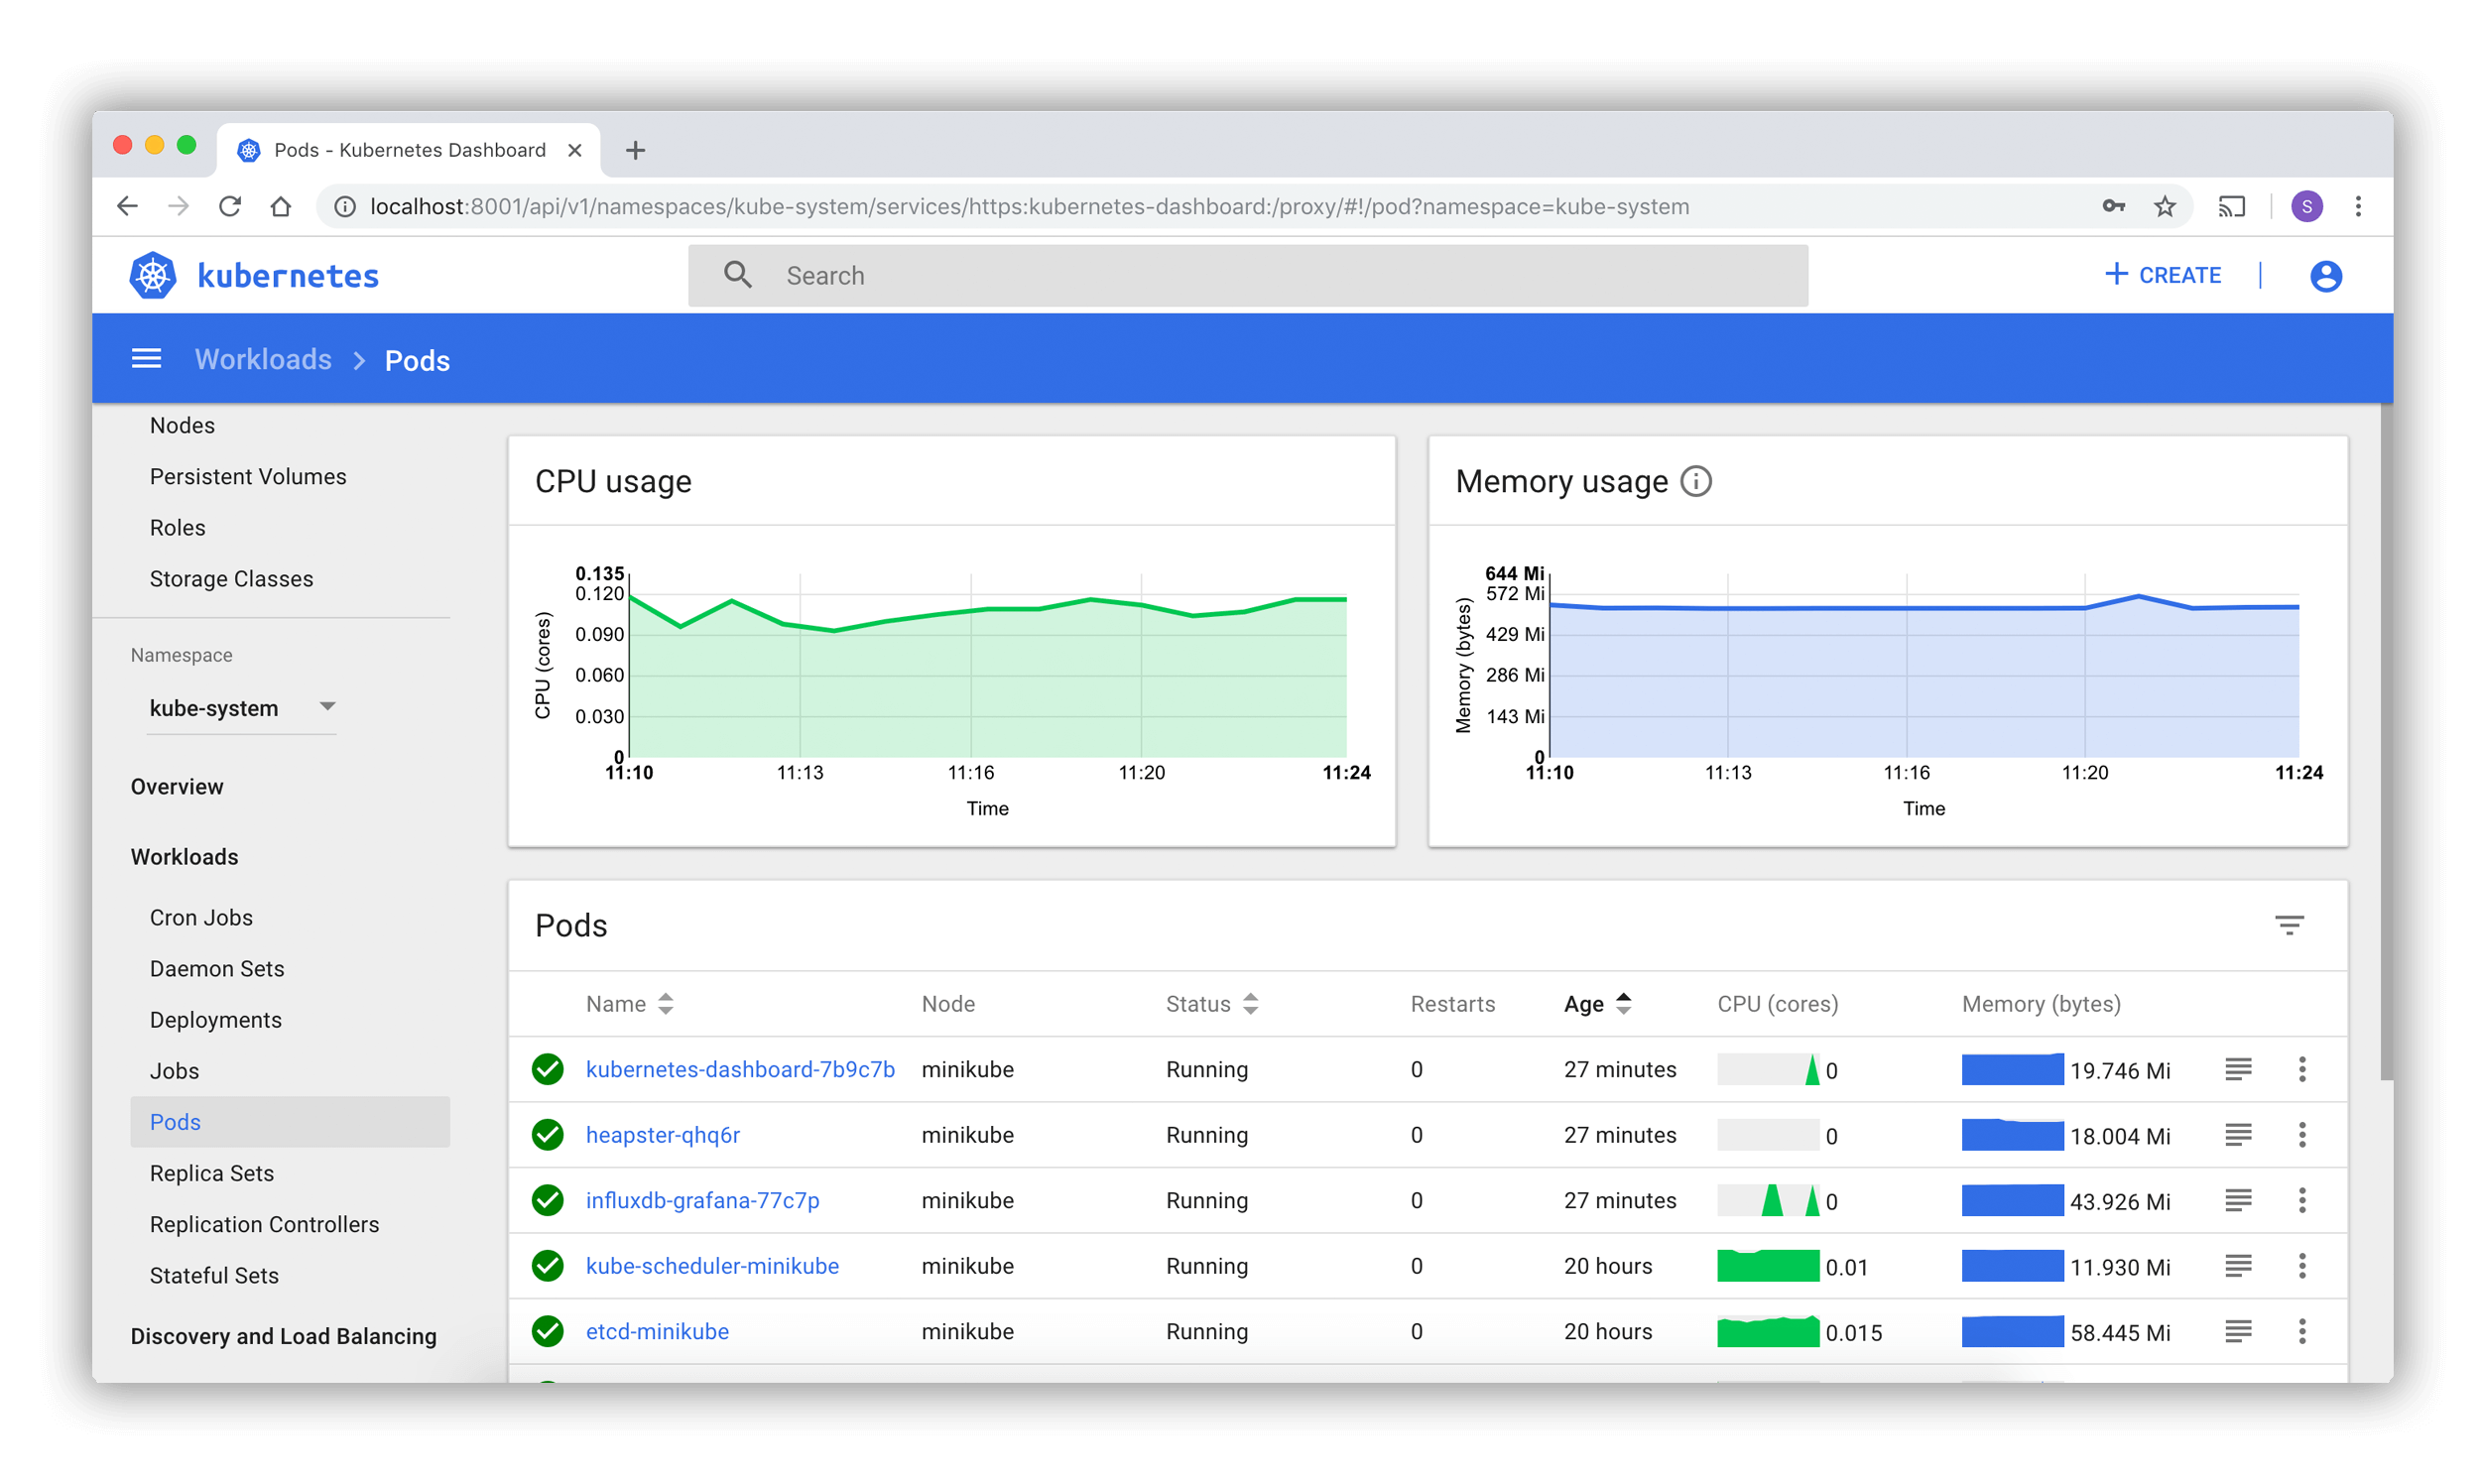 Pods - Kubernetes Dashboard
localhost:8001/api/v1/namespaces/kube-system/services/https:kubernetes-dashboard:/proxy/#!/pod?namespace=kube-system
S
kubernetes
Search
CREATE
Workloads
Pods
Nodes
Persistent Volumes
Roles
Storage Classes
Namespace
kube-system
Overview
Workloads
Cron Jobs
Daemon Sets
Deployments
Jobs
Pods
Replica Sets
Replication Controllers
Stateful Sets
Discovery and Load Balancing
CPU usage
CPU (cores)
0.135
0.120
0.090
0.060
0.030
0
11:10 11:13 11:16 11:20 11:24
Time
Memory usage
Memory (bytes)
644 Mi
572 Mi
429 Mi
286 Mi
143 Mi
0
11:10 11:13 11:16 11:20 11:24
Time
Pods
Name Node Status Restarts Age CPU (cores) Memory (bytes)
kubernetes-dashboard-7b9c7b minikube Running 0 27 minutes 0 19.746 Mi
heapster-qhq6r minikube Running 0 27 minutes 0 18.004 Mi
influxdb-grafana-77c7p minikube Running 0 27 minutes 0 43.926 Mi
kube-scheduler-minikube minikube Running 0 20 hours 0.01 11.930 Mi
etcd-minikube minikube Running 0 20 hours 0.015 58.445 Mi